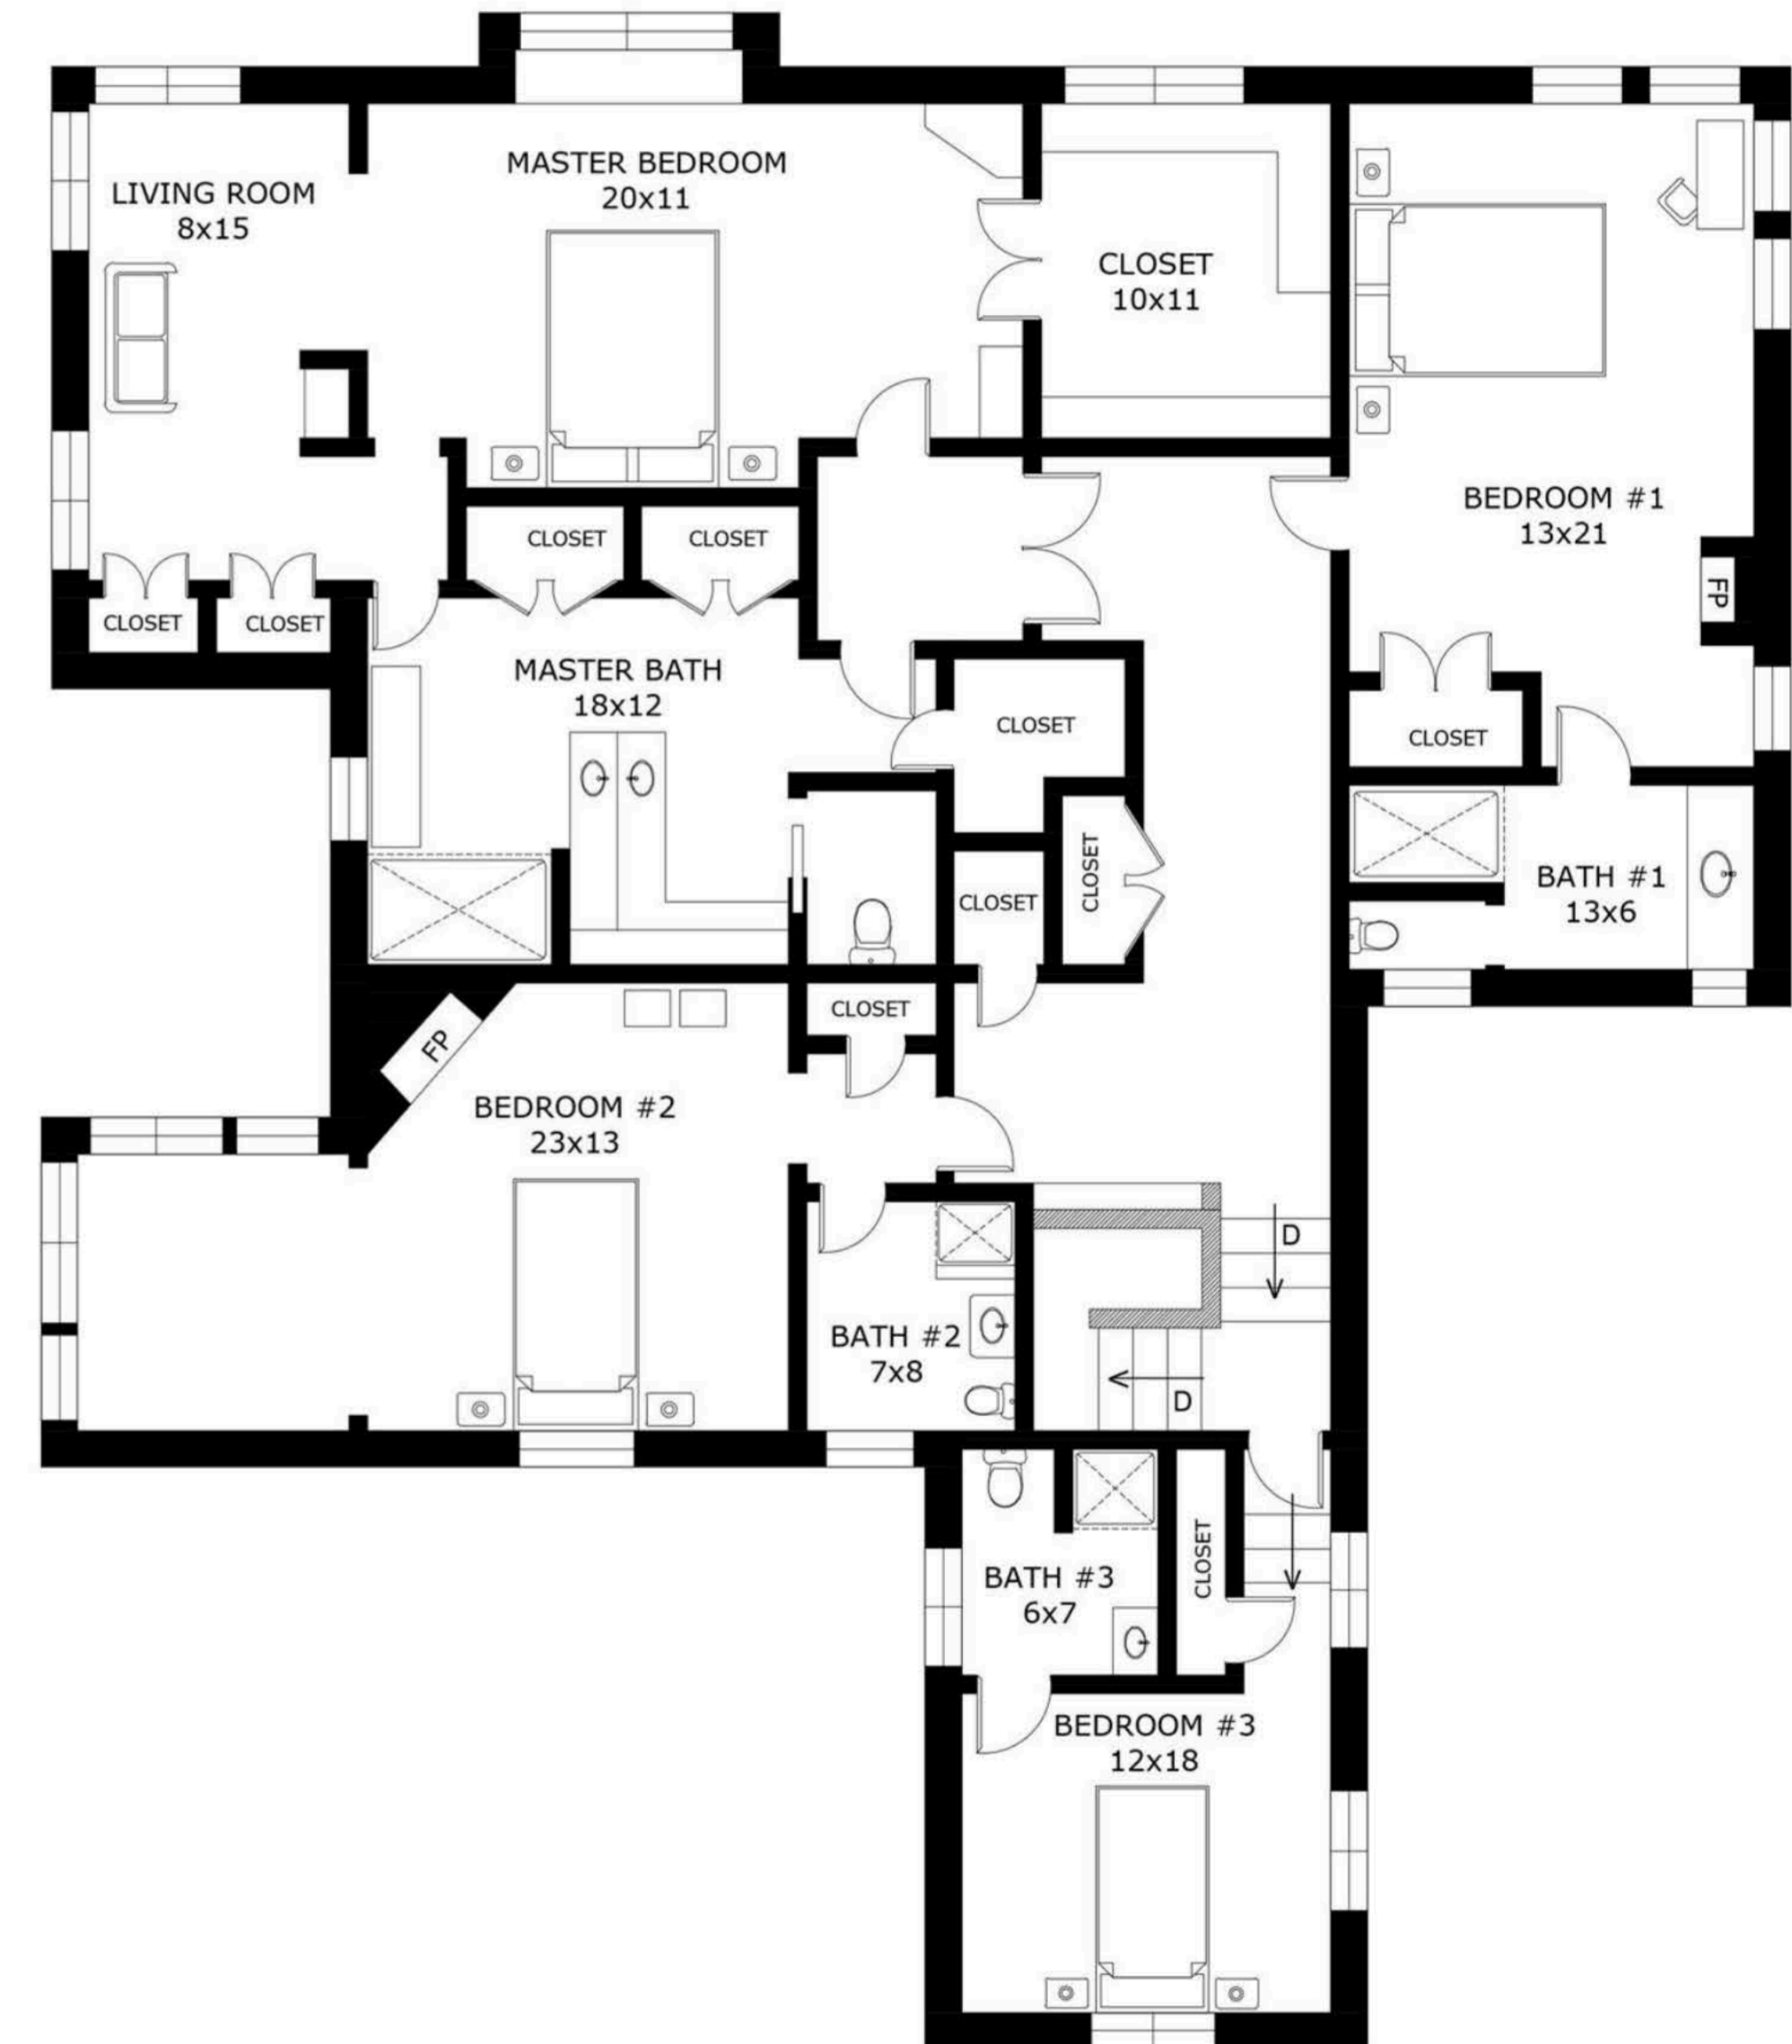 LIVING ROOM
8x15
MASTER BEDROOM
20x11
CLOSET
10x11
BEDROOM #1
13x21
FP
CLOSET
CLOSET
CLOSET
CLOSET
MASTER BATH
18x12
CLOSET
CLOSET
CLOSET
CLOSET
CLOSET
BATH #1
13x6
CLOSET
FP
BEDROOM #2
23x13
BATH #2
7x8
D
D
BATH #3
6x7
CLOSET
BEDROOM #3
12x18